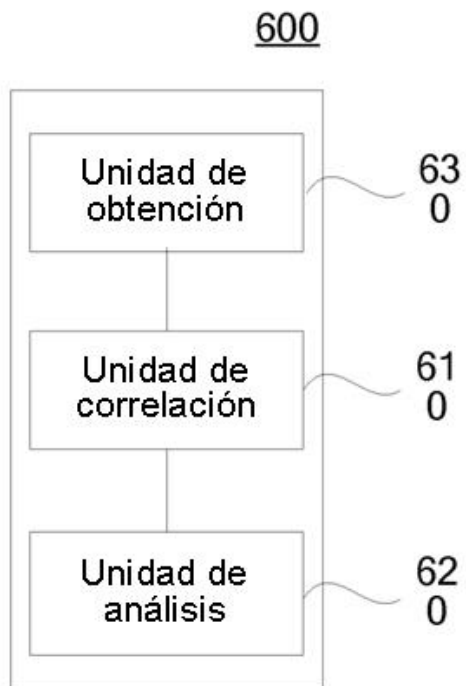 600
Unidad de
obtención
63
0
Unidad de
correlación
61
0
Unidad de
análisis
62
0